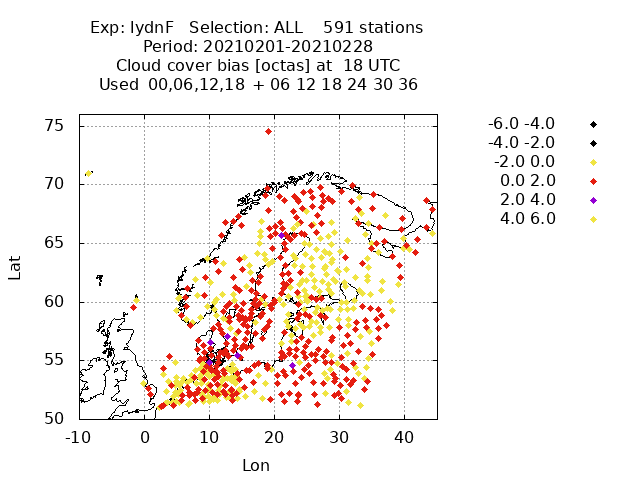 Exp: lydnF   Selection: ALL    591 stations
Period: 20210201-20210228
Cloud cover bias [octas] at  18 UTC
Used  00,06,12,18  + 06 12 18 24 30 36
-6.0 -4.0
-4.0 -2.0
-2.0 0.0
0.0 2.0
2.0 4.0
4.0 6.0
75
70
65
60
55
50
Lat
-10 0 10 20 30 40
Lon